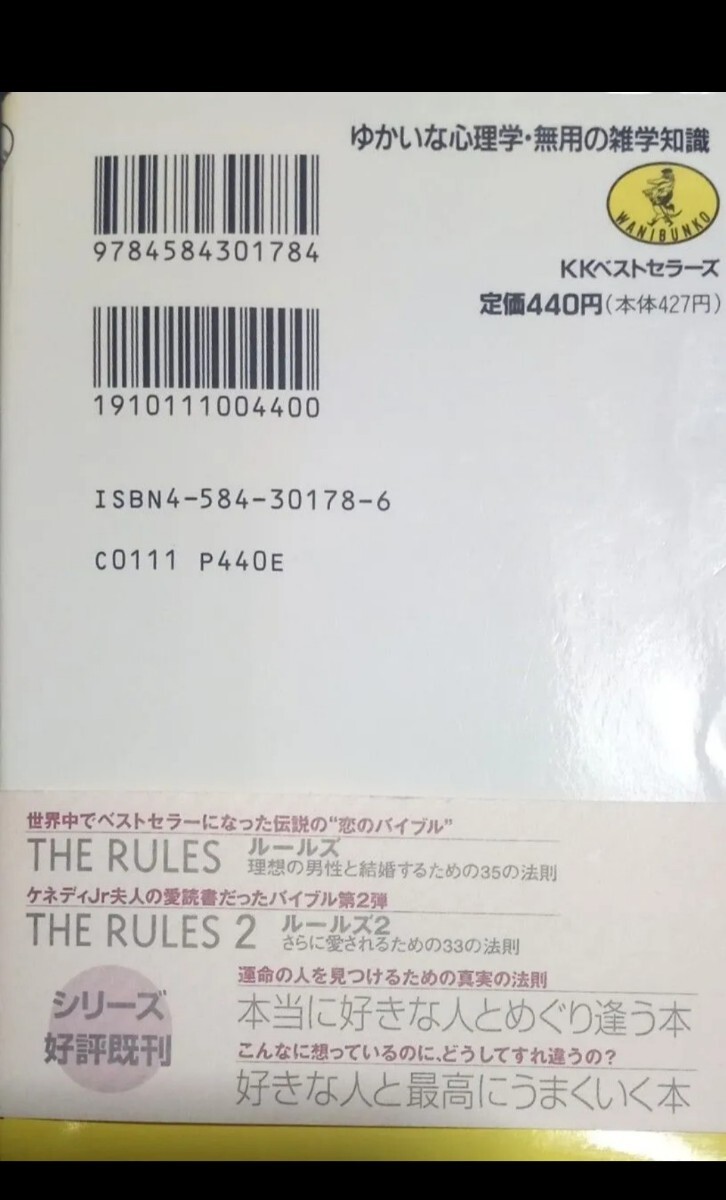 ゆかいな心理学・無用の雑学知識
WANIBUNKO
KKベストセラーズ
定価440円(本体427円)
9784584301784
1910111004400
ISBN4-584-30178-6
C0111 P440E
世界中でベストセラーになった伝説の“恋のバイブル”
THE RULES ルールズ
理想の男性と結婚するための35の法則
ケネディJr夫人の愛読書だったバイブル第2弾
THE RULES 2 ルールズ2
さらに愛されるための33の法則
シリーズ
好評既刊
運命の人を見つけるための真実の法則
本当に好きな人とめぐり逢う本
こんなに想っているのに、どうしてすれ違うの?
好きな人と最高にうまくいく本